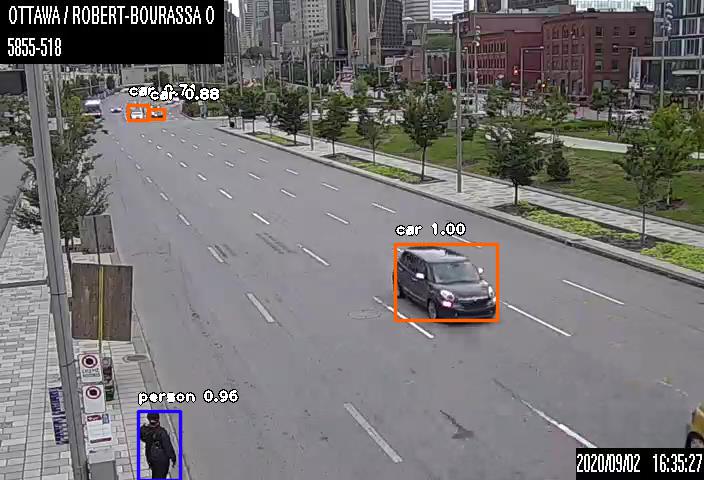 OTTAWA / ROBERT-BOURASSA O
5855-518
car 0.88
car 1.00
person 0.96
2020/09/02 16:35:27